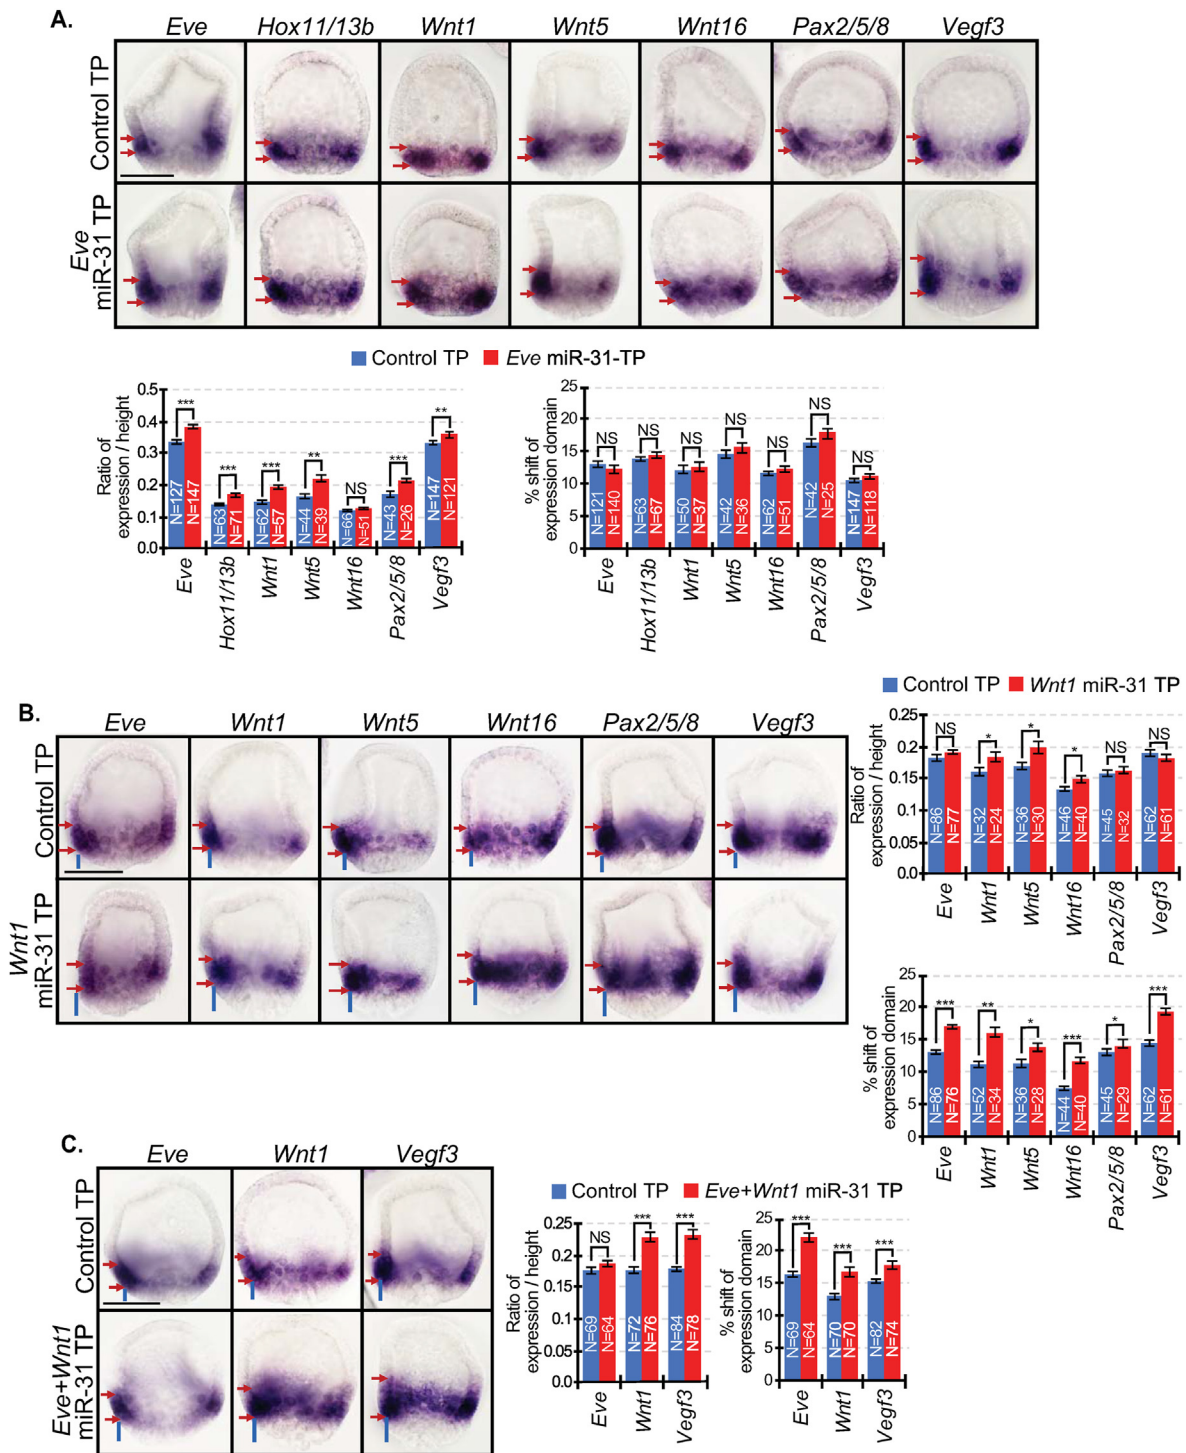 A.
Eve Hox11/13b Wnt1 Wnt5 Wnt16 Pax2/5/8 Vegf3
Control TP
Eve
miR-31 TP
Control TP Eve miR-31-TP
Ratio of
expression / height
0.5
0.4
0.3
0.2
0.1
0.0
*** *** *** ** NS *** **
N=127 N=147 N=63 N=71 N=62 N=57 N=44 N=39 N=66 N=51 N=43 N=26 N=147 N=121
Eve Hox11/13b Wnt1 Wnt5 Wnt16 Pax2/5/8 Vegf3
% shift of
expression domain
25
20
15
10
5
0
NS NS NS NS NS NS NS
N=121 N=140 N=63 N=67 N=50 N=37 N=42 N=36 N=62 N=51 N=42 N=25 N=147 N=118
Eve Hox11/13b Wnt1 Wnt5 Wnt16 Pax2/5/8 Vegf3
B.
Eve Wnt1 Wnt5 Wnt16 Pax2/5/8 Vegf3
Control TP
Wnt1
miR-31 TP
Control TP Wnt1 miR-31 TP
Ratio of
expression / height
0.25
0.2
0.15
0.1
0.05
0.0
NS * * * NS NS
N=86 N=77 N=32 N=24 N=36 N=30 N=46 N=40 N=45 N=32 N=62 N=61
Eve Wnt1 Wnt5 Wnt16 Pax2/5/8 Vegf3
% shift of
expression domain
25
20
15
10
5
0
*** ** * *** * ***
N=86 N=76 N=52 N=34 N=36 N=28 N=44 N=40 N=45 N=29 N=62 N=61
Eve Wnt1 Wnt5 Wnt16 Pax2/5/8 Vegf3
C.
Eve Wnt1 Vegf3
Control TP
Eve+Wnt1
miR-31 TP
Control TP Eve+Wnt1 miR-31 TP
Ratio of
expression / height
0.25
0.2
0.15
0.1
0.05
0.0
NS *** ***
N=69 N=64 N=72 N=76 N=84 N=78
Eve Wnt1 Vegf3
% shift of
expression domain
25
20
15
10
5
0
*** *** ***
N=69 N=64 N=70 N=70 N=82 N=74
Eve Wnt1 Vegf3